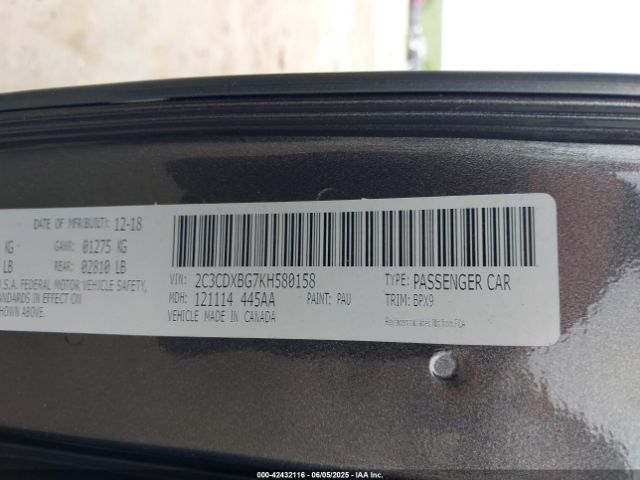 DATE OF MFR/BUILT: 12-18
KG GAWR: 01275 KG
LB REAR: 02810 LB
.S.A. FEDERAL MOTOR VEHICLE SAFETY,
ANDARDS IN EFFECT ON
HOWN ABOVE.
VIN: 2C3CDXBG7KH580158 TYPE: PASSENGER CAR
MDH: 121114 445AA PAINT: PAU TRIM: BPX9
VEHICLE MADE IN CANADA
000-42432116 - 06/05/2025 - IAA Inc.